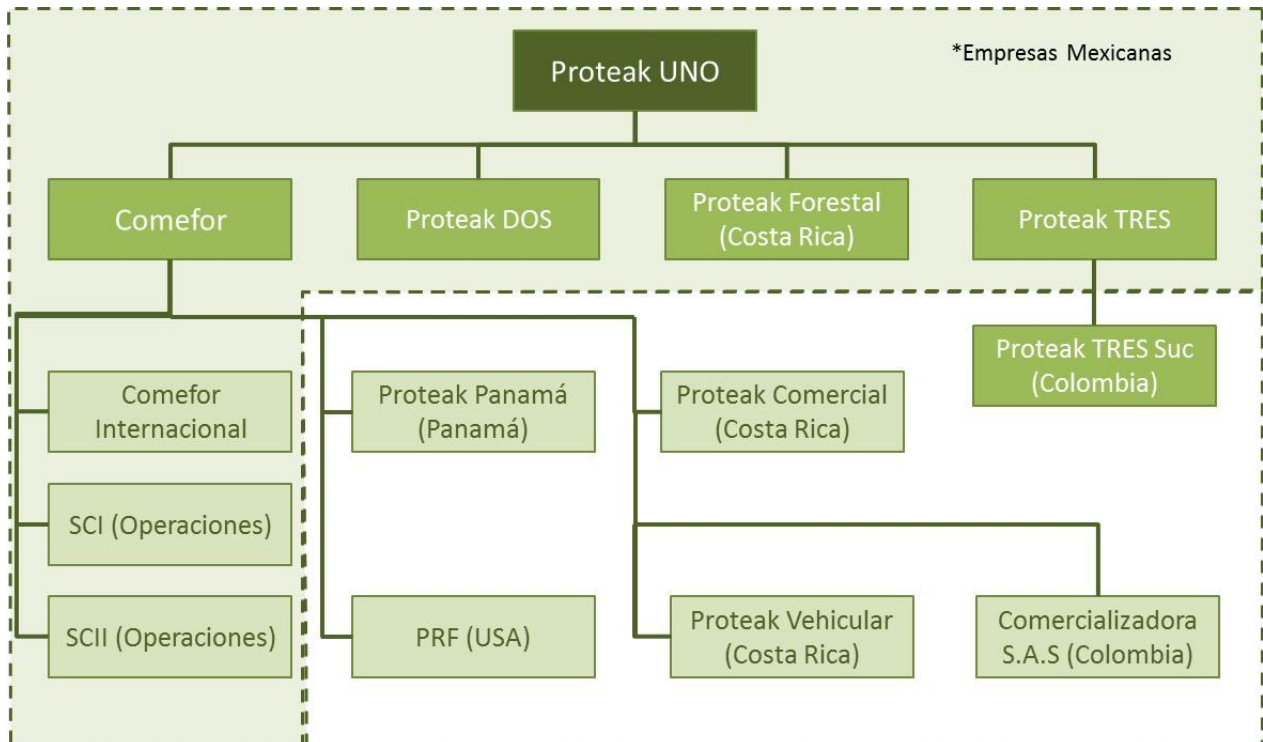 Proteak UNO
*Empresas Mexicanas
Comefor
Proteak DOS
Proteak Forestal
(Costa Rica)
Proteak TRES
Proteak TRES Suc
(Colombia)
Comefor
Internacional
Proteak Panamá
(Panamá)
Proteak Comercial
(Costa Rica)
SCI (Operaciones)
SCII (Operaciones)
PRF (USA)
Proteak Vehicular
(Costa Rica)
Comercializadora
S.A.S (Colombia)